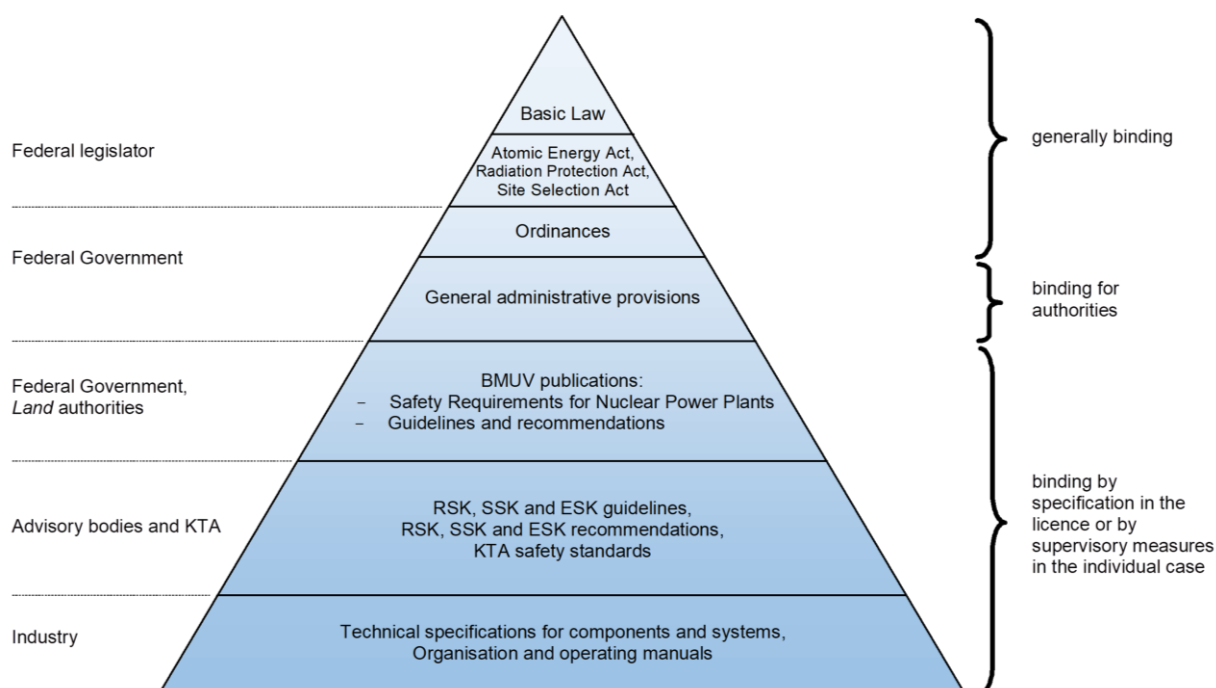 Basic Law
Federal legislator
Atomic Energy Act,
Radiation Protection Act,
Site Selection Act
generally binding
Ordinances
Federal Government
General administrative provisions
binding for
authorities
Federal Government,
Land authorities
BMUV publications:
- Safety Requirements for Nuclear Power Plants
- Guidelines and recommendations
Advisory bodies and KTA
RSK, SSK and ESK guidelines,
RSK, SSK and ESK recommendations,
KTA safety standards
binding by
specification in the
licence or by
supervisory measures
in the individual case
Industry
Technical specifications for components and systems,
Organisation and operating manuals